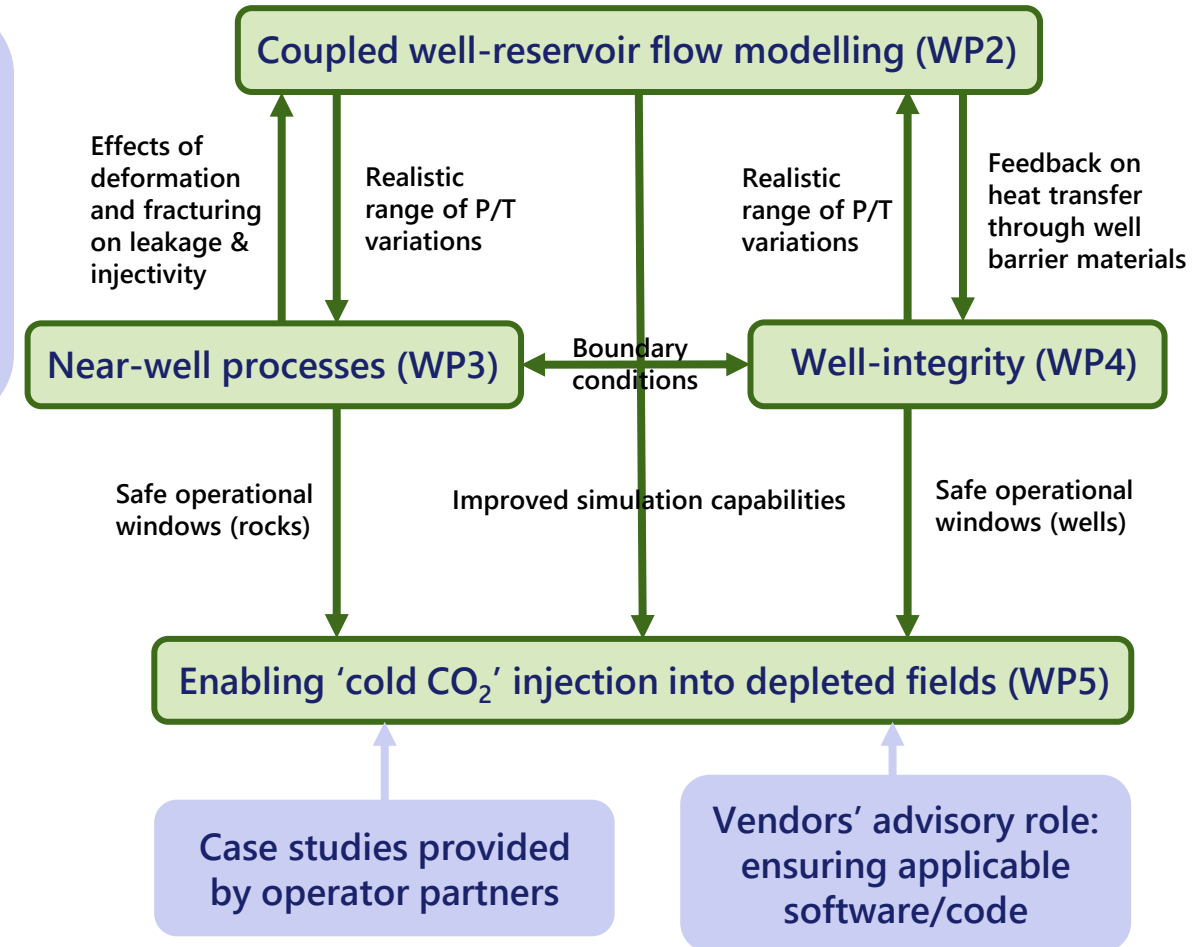 Coupled well-reservoir flow modelling (WP2)
Effects of
deformation
and fracturing
on leakage &
injectivity
Realistic
range of P/T
variations
Realistic
range of P/T
variations
Feedback on
heat transfer
through well
barrier materials
Near-well processes (WP3)
Boundary
conditions
Well-integrity (WP4)
Safe operational
windows (rocks)
Improved simulation capabilities
Safe operational
windows (wells)
Enabling ‘cold CO₂’ injection into depleted fields (WP5)
Case studies provided
by operator partners
Vendors’ advisory role:
ensuring applicable
software/code